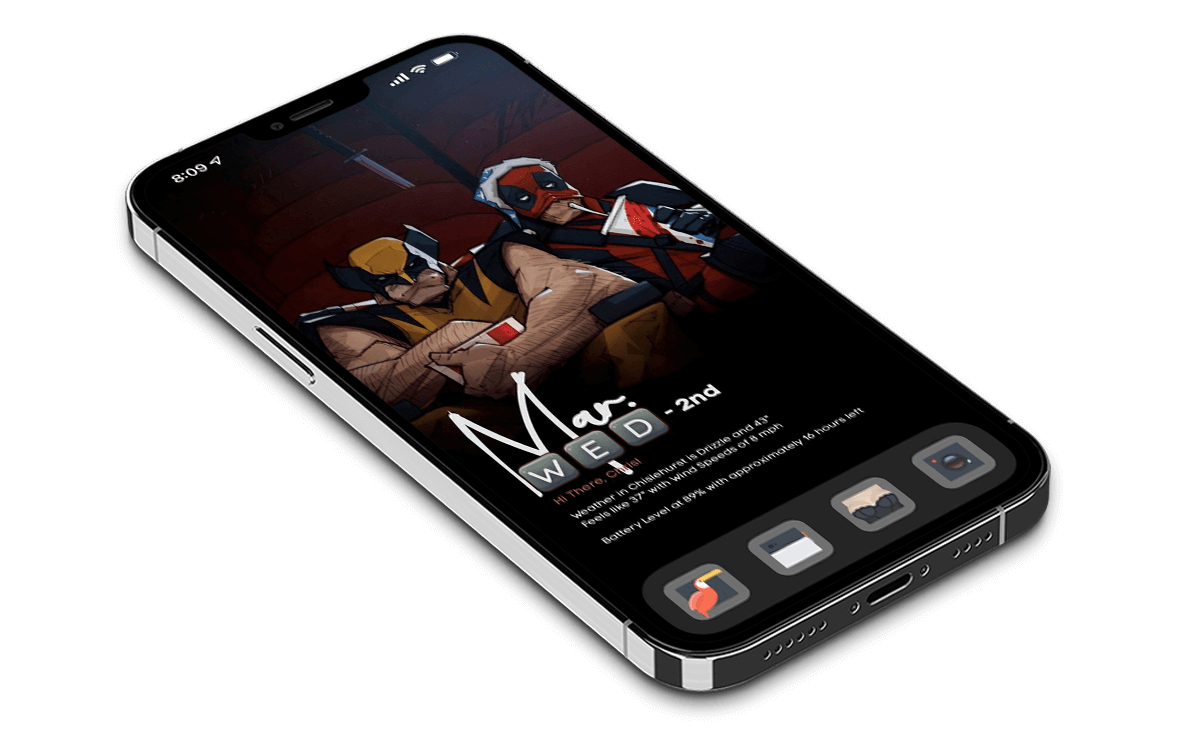 8:09
Mar.
WED - 2nd
Hi There, Chris!
Weather in Chislehurst is Drizzle and 43°
Feels like 37° with Wind Speeds of 8 mph
Battery Level at 89% with approximately 16 hours left